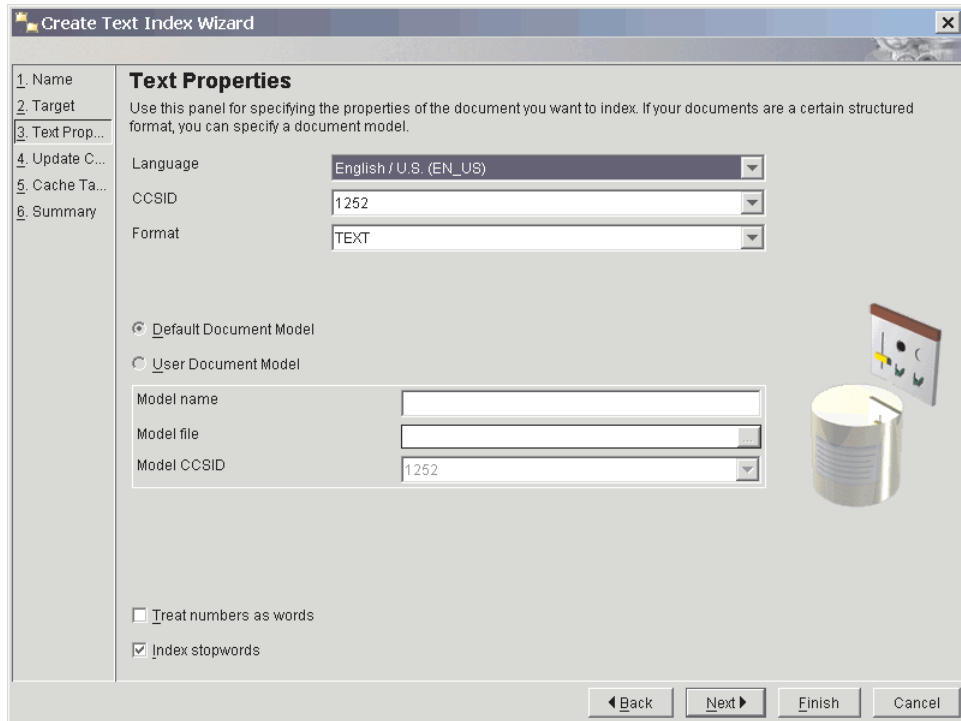 Create Text Index Wizard
1. Name
2. Target
3. Text Prop...
4. Update C...
5. Cache Ta...
6. Summary
Text Properties
Use this panel for specifying the properties of the document you want to index. If your documents are a certain structured
format, you can specify a document model.
Language
English / U.S. (EN_US)
CCSID
1252
Format
TEXT
Default Document Model
User Document Model
Model name
Model file
...
Model CCSID
1252
Treat numbers as words
Index stopwords
Back
Next
Finish
Cancel